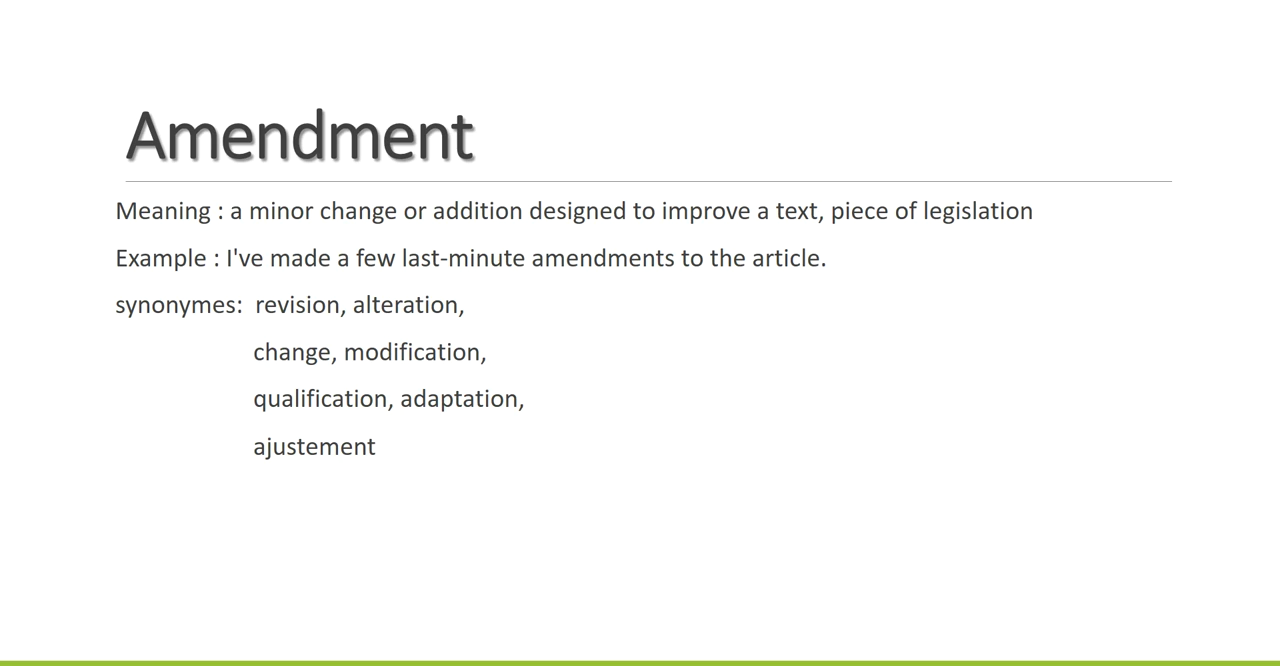 Amendment
Meaning : a minor change or addition designed to improve a text, piece of legislation
Example : I've made a few last-minute amendments to the article.
synonymes:  revision, alteration,
change, modification,
qualification, adaptation,
ajustement